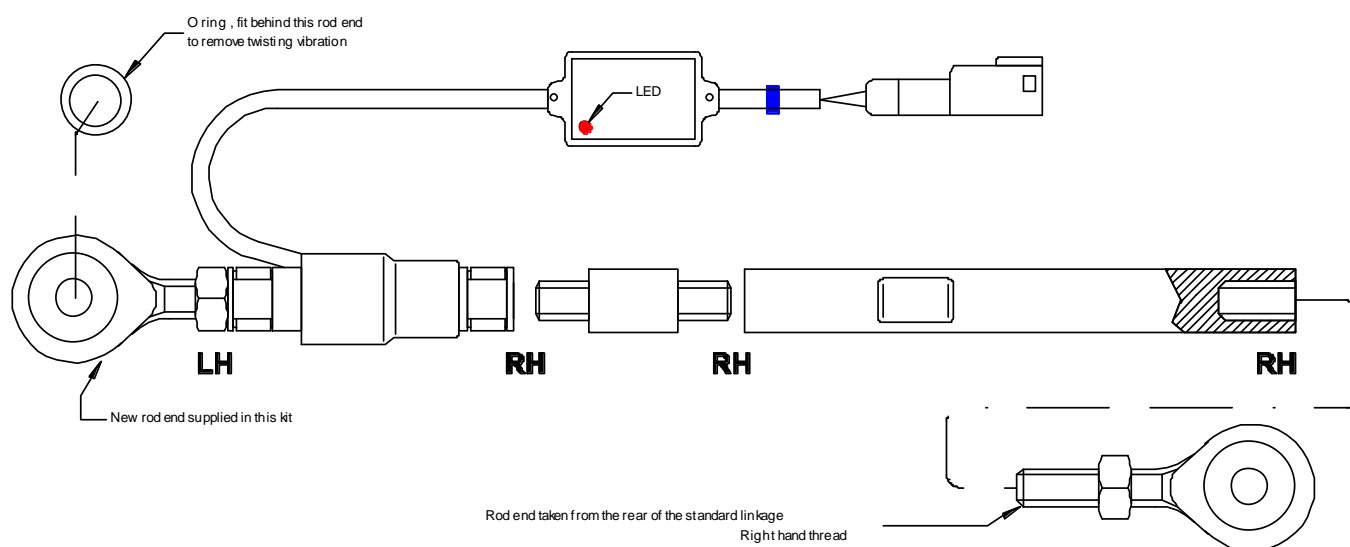 O ring , fit behind this rod end
to remove twisting vibration
LED
LH
RH
RH
RH
New rod end supplied in this kit
Rod end taken from the rear of the standard linkage
Right hand thread